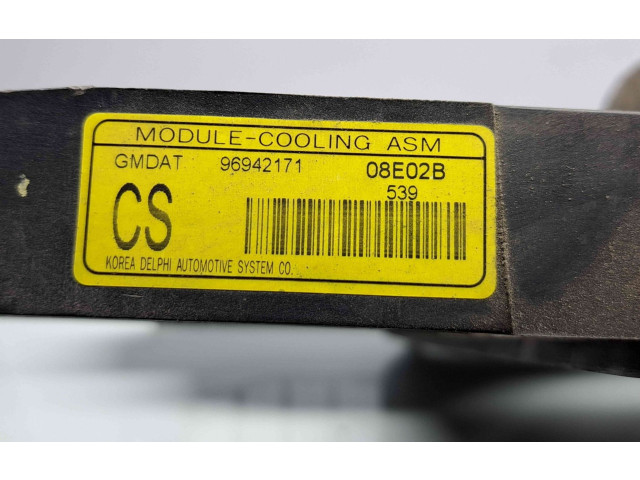 MODULE-COOLING ASM
GMDAT 96942171 08E02B
539
CS
KOREA DELPHI AUTOMOTIVE SYSTEM CO.